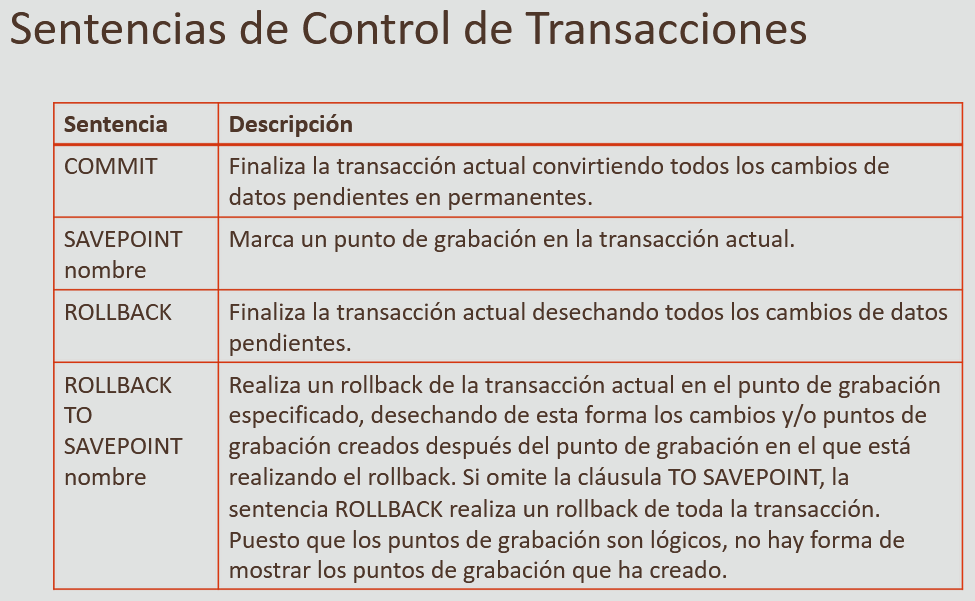 Sentencias de Control de Transacciones
Sentencia
Descripción
COMMIT
Finaliza la transacción actual convirtiendo todos los cambios de
datos pendientes en permanentes.
SAVEPOINT
nombre
Marca un punto de grabación en la transacción actual.
ROLLBACK
Finaliza la transacción actual desechando todos los cambios de datos
pendientes.
ROLLBACK
TO
SAVEPOINT
nombre
Realiza un rollback de la transacción actual en el punto de grabación
especificado, desechando de esta forma los cambios y/o puntos de
grabación creados después del punto de grabación en el que está
realizando el rollback. Si omite la cláusula TO SAVEPOINT, la
sentencia ROLLBACK realiza un rollback de toda la transacción.
Puesto que los puntos de grabación son lógicos, no hay forma de
mostrar los puntos de grabación que ha creado.